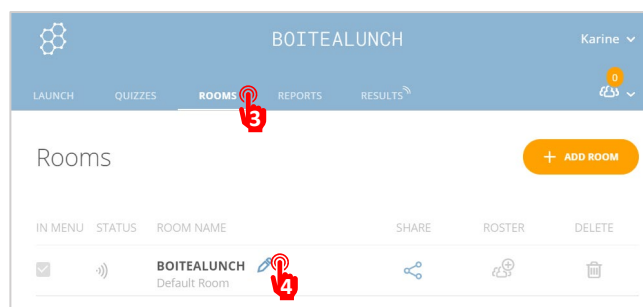 BOITEALUNCH
Karine
LAUNCH QUIZZES ROOMS REPORTS RESULTS
0
3
Rooms
+ ADD ROOM
IN MENU STATUS ROOM NAME SHARE ROSTER DELETE
BOITEALUNCH
Default Room
4